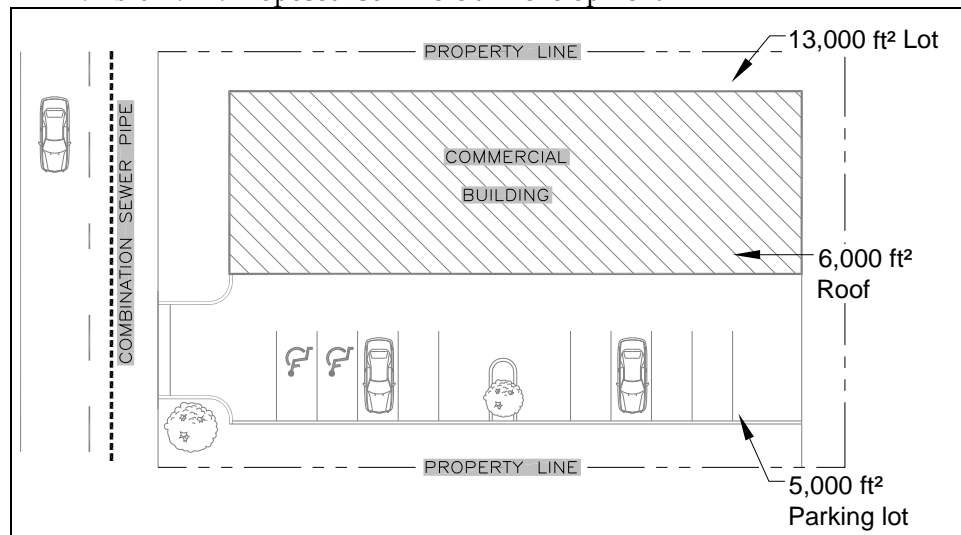 PROPERTY LINE
13,000 ft² Lot
COMBINATION SEWER PIPE
COMMERCIAL
BUILDING
6,000 ft²
Roof
PROPERTY LINE
5,000 ft²
Parking lot